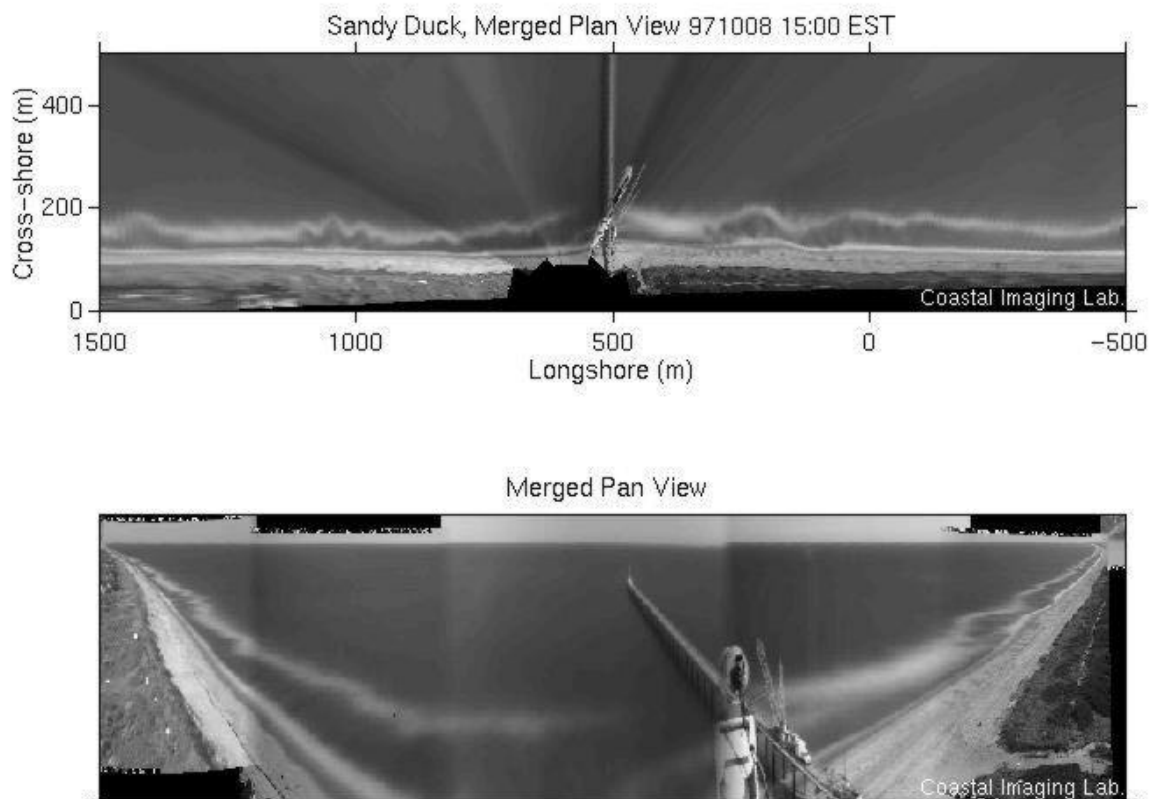 Sandy Duck, Merged Plan View 971008 15:00 EST
Cross-shore (m)
400
200
0
Coastal Imaging Lab.
1500 1000 500 0 -500
Longshore (m)
Merged Pan View
Coastal Imaging Lab.